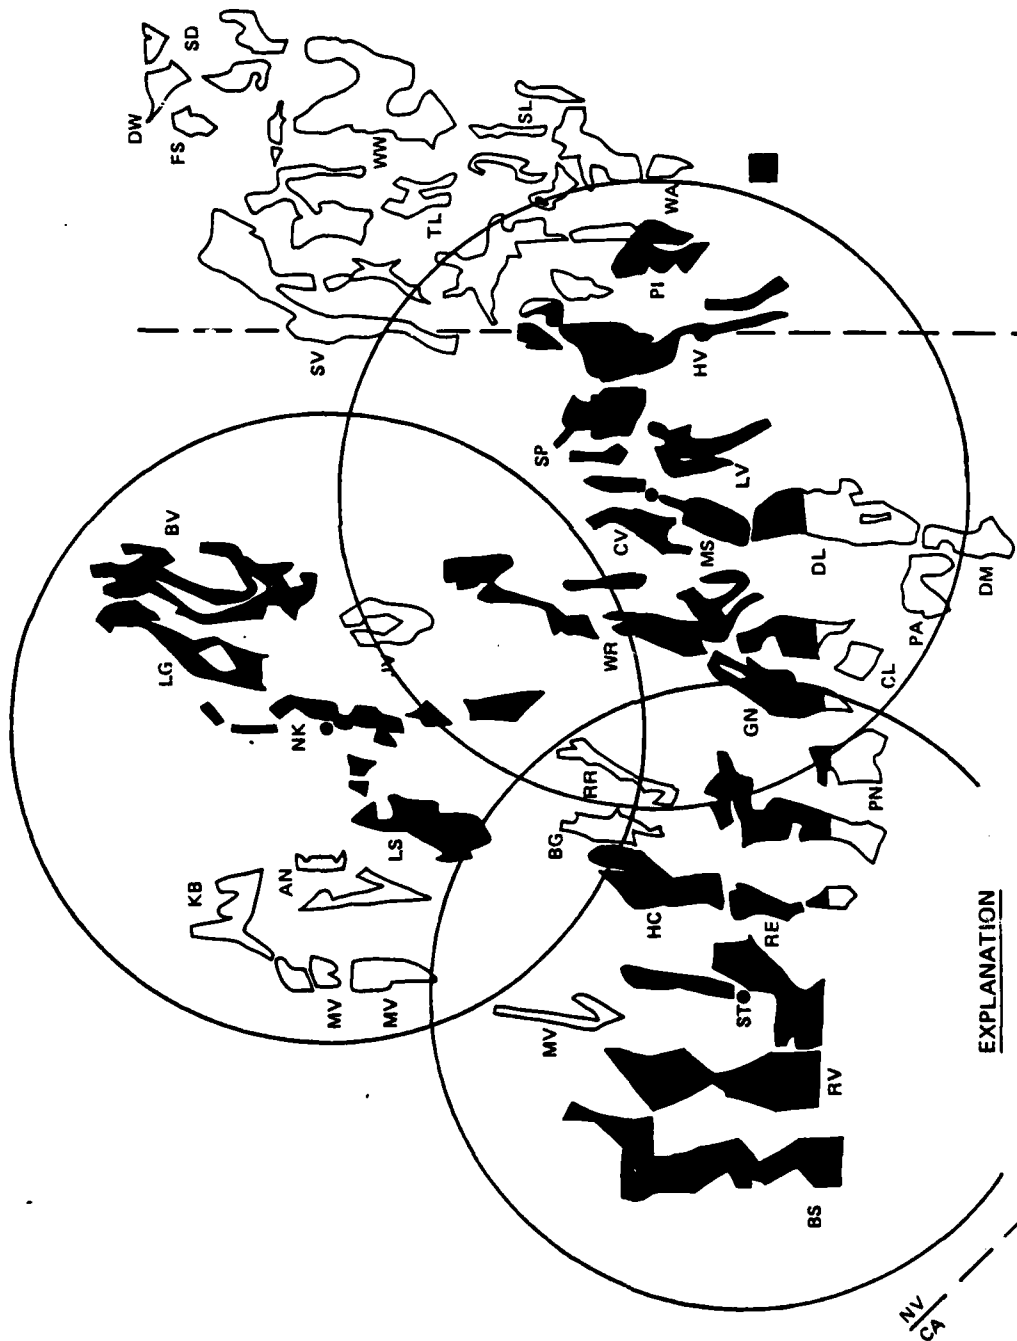 DW
SD
FS
WW
SL
TL
WA
SV
PI
HV
BV
SP
LV
LG
CV
MS
DL
DM
PA
WR
CL
NK
GN
RR
PN
LS
BG
KB
AN
HC
RE
MV
MV
MV
ST
RV
BS
EXPLANATION
NV
CA